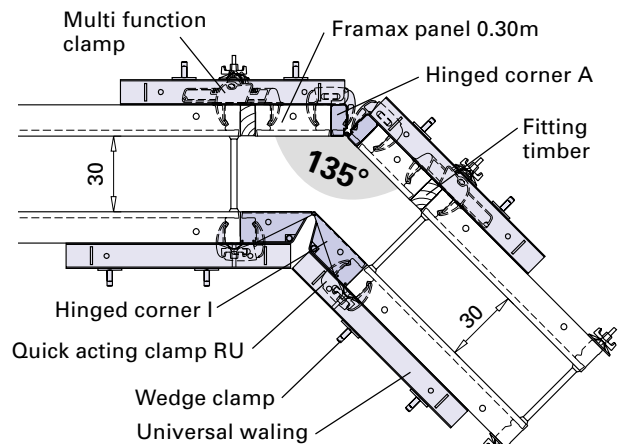 Multi function
clamp
Framax panel 0.30m
Hinged corner A
Fitting
timber
135°
30
30
Hinged corner I
Quick acting clamp RU
Wedge clamp
Universal waling